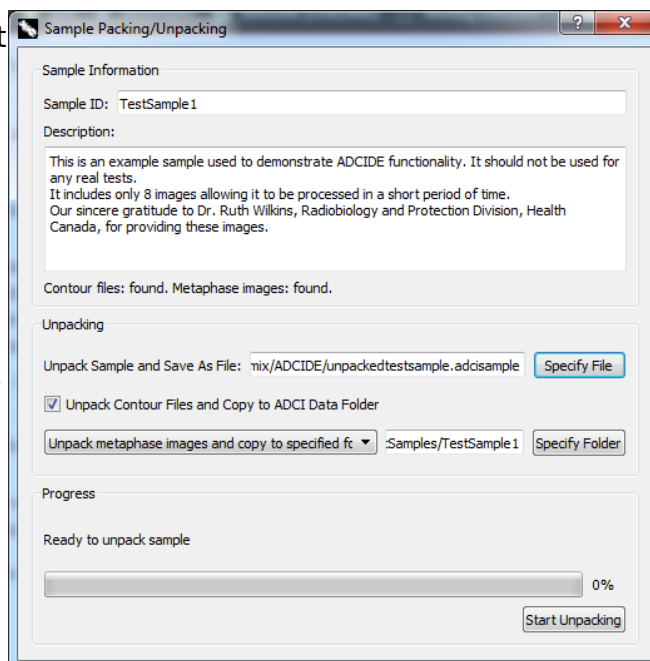 Sample Packing/Unpacking
Sample Information
Sample ID: TestSample1
Description:
This is an example sample used to demonstrate ADCIDE functionality. It should not be used for
any real tests.
It includes only 8 images allowing it to be processed in a short period of time.
Our sincere gratitude to Dr. Ruth Wilkins, Radiobiology and Protection Division, Health
Canada, for providing these images.
Contour files: found. Metaphase images: found.
Unpacking
Unpack Sample and Save As File: nix/ADCIDE/unpackedtestsample.adcisample Specify File
Unpack Contour Files and Copy to ADCI Data Folder
Unpack metaphase images and copy to specified fc :Samples/TestSample1 Specify Folder
Progress
Ready to unpack sample
0%
Start Unpacking